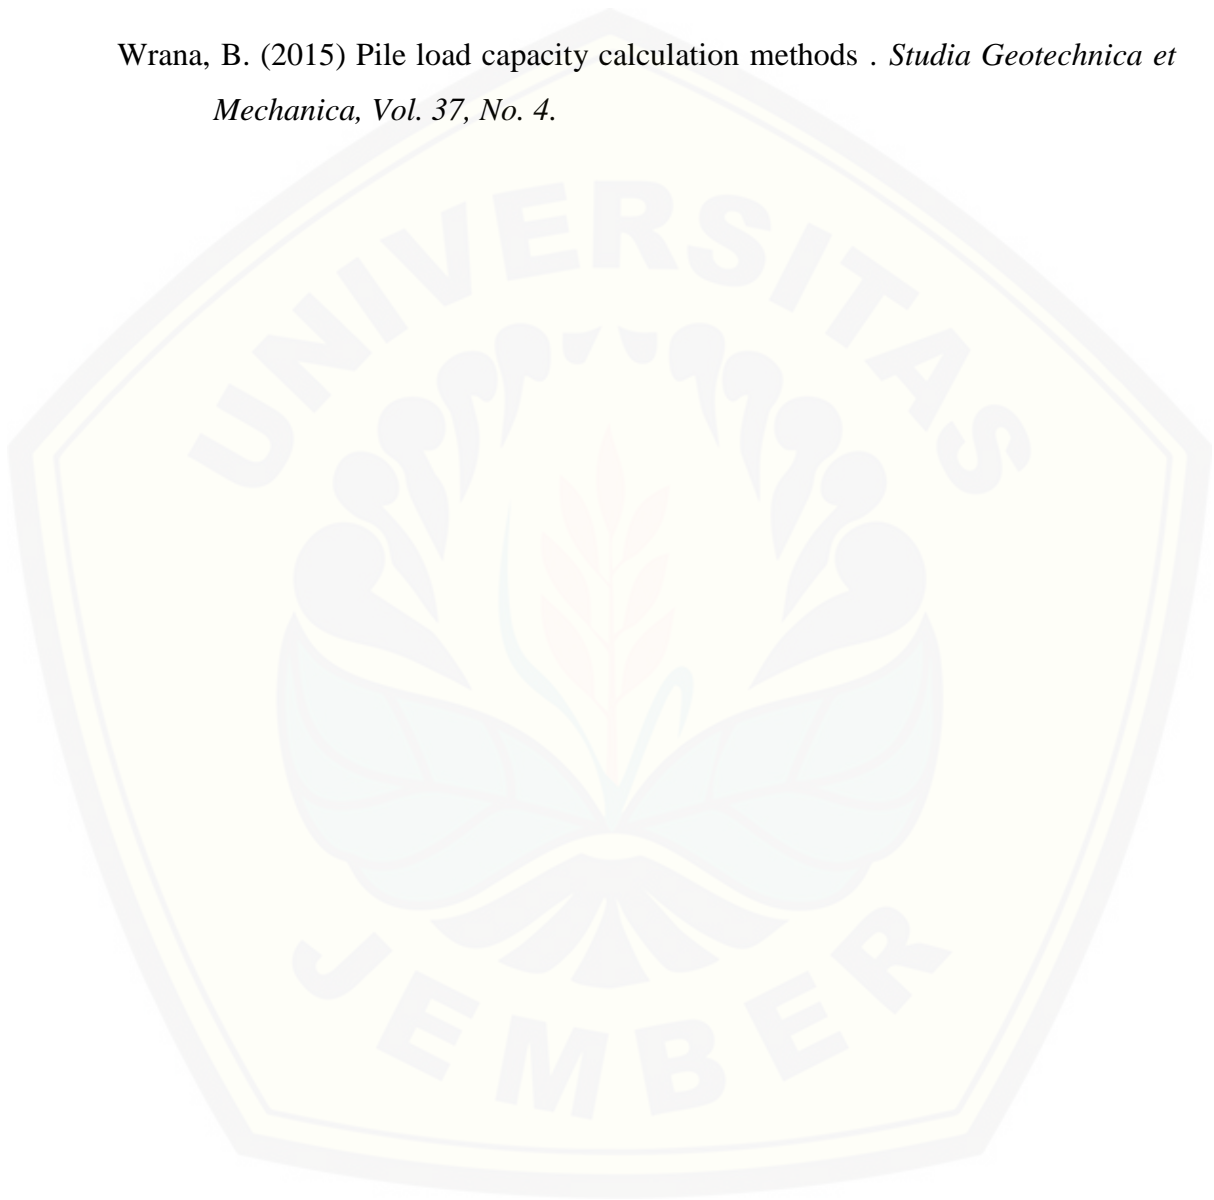 Wrana, B. (2015) Pile load capacity calculation methods . Studia Geotechnica et
Mechanica, Vol. 37, No. 4.
UNIVERSITAS
JEMBER